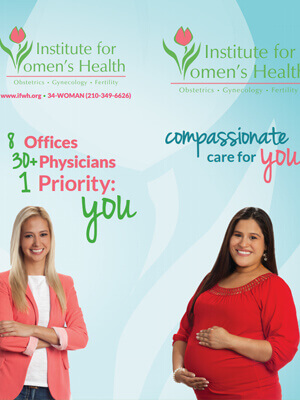 Institute for
Women's Health
Obstetrics • Gynecology • Fertility
www.ifwh.org • 34-WOMAN (210-349-6626)
8 Offices
30+ Physicians
1 Priority:
you
Institute for
Women's Health
Obstetrics • Gynecology • Fertility
compassionate
care for you